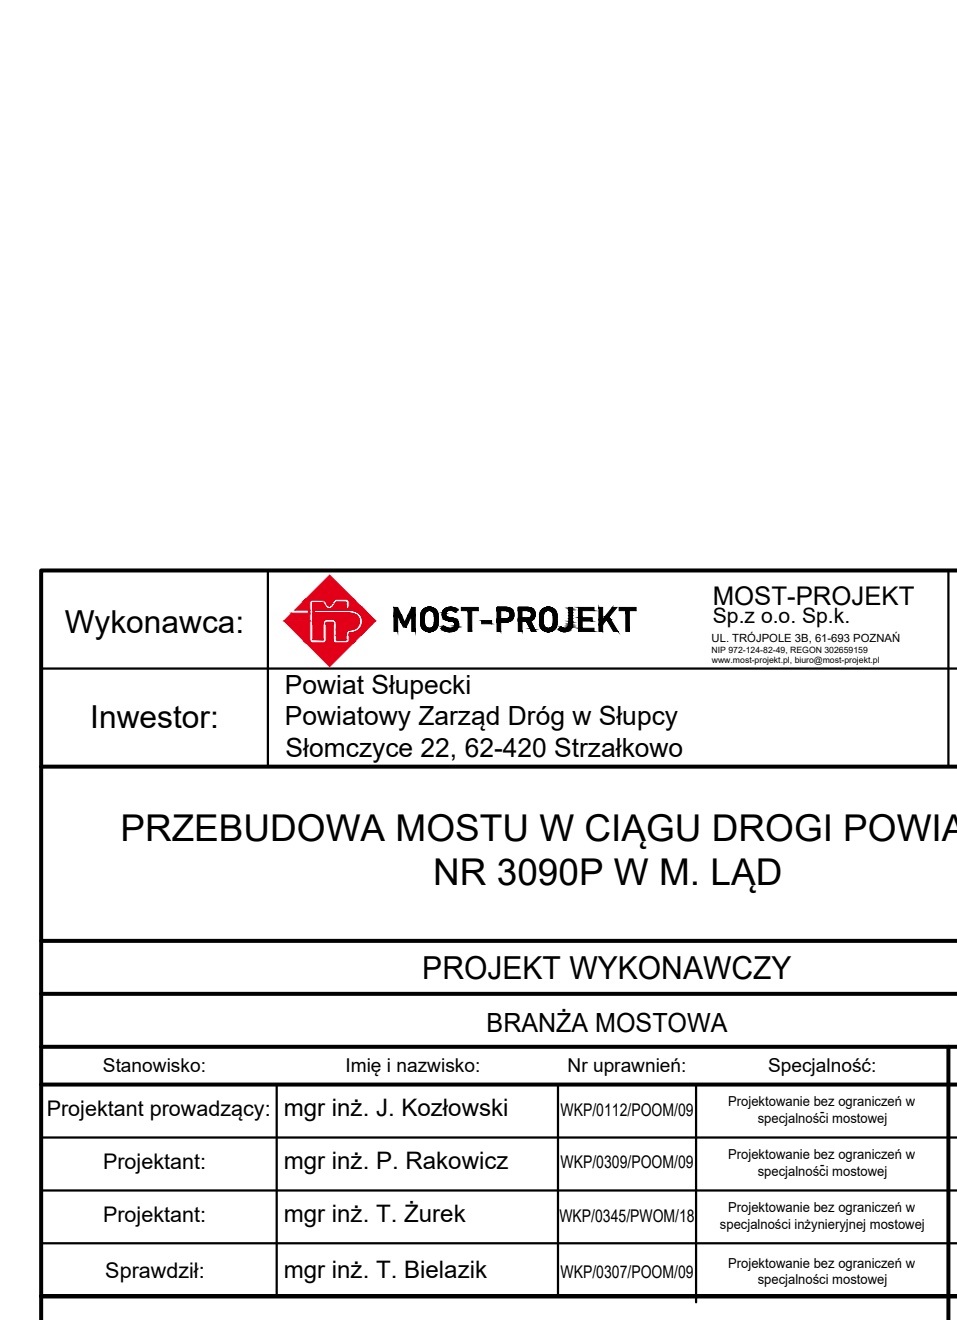 Wykonawca:
MOST-PROJEKT
MOST-PROJEKT
Sp.z o.o. Sp.k.
UL. TRÓJPOLE 3B, 61-693 POZNAŃ
NIP 972-124-82-49, REGON 302659159
www.most-projekt.pl, biuro@most-projekt.pl
Inwestor:
Powiat Słupecki
Powiatowy Zarząd Dróg w Słupcy
Słomczyce 22, 62-420 Strzałkowo
PRZEBUDOWA MOSTU W CIĄGU DROGI POWIA
NR 3090P W M. LĄD
PROJEKT WYKONAWCZY
BRANŻA MOSTOWA
Stanowisko: Imię i nazwisko: Nr uprawnień: Specjalność:
Projektant prowadzący: mgr inż. J. Kozłowski WKP/0112/POOM/09 Projektowanie bez ograniczeń w
specjalności mostowej
Projektant: mgr inż. P. Rakowicz WKP/0309/POOM/09 Projektowanie bez ograniczeń w
specjalności mostowej
Projektant: mgr inż. T. Żurek WKP/0345/PWOM/18 Projektowanie bez ograniczeń w
specjalności inżynieryjnej mostowej
Sprawdził: mgr inż. T. Bielazik WKP/0307/POOM/09 Projektowanie bez ograniczeń w
specjalności mostowej